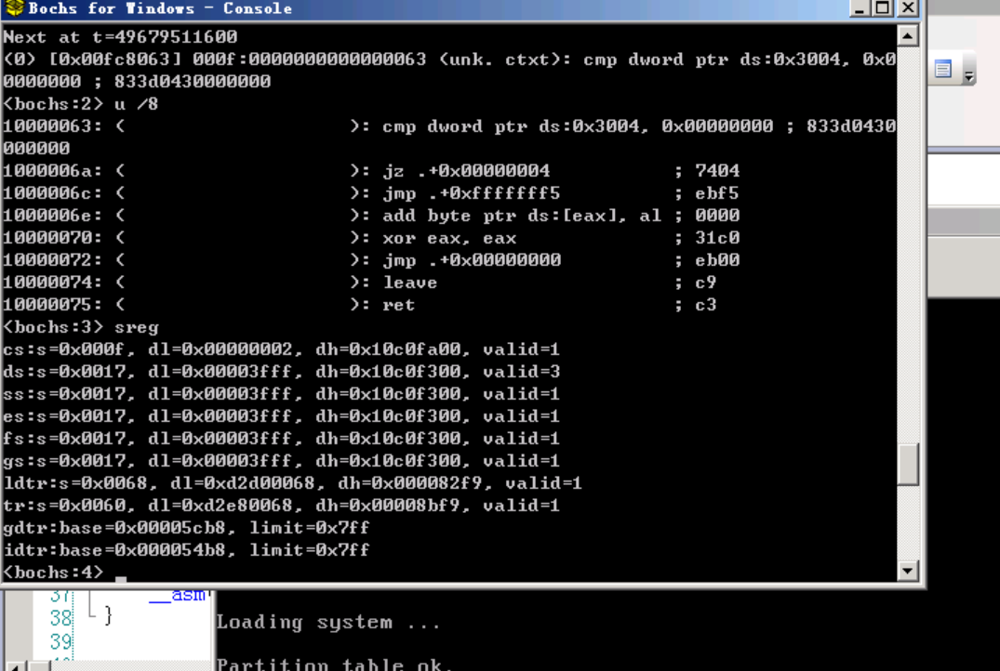 Bochs for Windows - Console
Next at t=49679511600
(0) [0x00fc8063] 000f:0000000000000063 (unk. ctxt): cmp dword ptr ds:0x3004, 0x0
0000000 ; 833d0430000000
<bochs:2> u /8
10000063: (                    ): cmp dword ptr ds:0x3004, 0x00000000 ; 833d0430
000000
1000006a: (                    ): jz .+0x00000004           ; 7404
1000006c: (                    ): jmp .+0xfffffff5          ; ebf5
1000006e: (                    ): add byte ptr ds:[eax], al ; 0000
10000070: (                    ): xor eax, eax              ; 31c0
10000072: (                    ): jmp .+0x00000000          ; eb00
10000074: (                    ): leave                     ; c9
10000075: (                    ): ret                       ; c3
<bochs:3> sreg
cs:s=0x000f, dl=0x00000002, dh=0x10c0fa00, valid=1
ds:s=0x0017, dl=0x00003fff, dh=0x10c0f300, valid=3
ss:s=0x0017, dl=0x00003fff, dh=0x10c0f300, valid=1
es:s=0x0017, dl=0x00003fff, dh=0x10c0f300, valid=1
fs:s=0x0017, dl=0x00003fff, dh=0x10c0f300, valid=1
gs:s=0x0017, dl=0x00003fff, dh=0x10c0f300, valid=1
ldtr:s=0x0068, dl=0xd2d00068, dh=0x000082f9, valid=1
tr:s=0x0060, dl=0xd2e80068, dh=0x00008bf9, valid=1
gdtr:base=0x00005cb8, limit=0x7ff
idtr:base=0x000054b8, limit=0x7ff
<bochs:4> _
37 __asm
38 }
39
Loading system ...
Partition table ok.